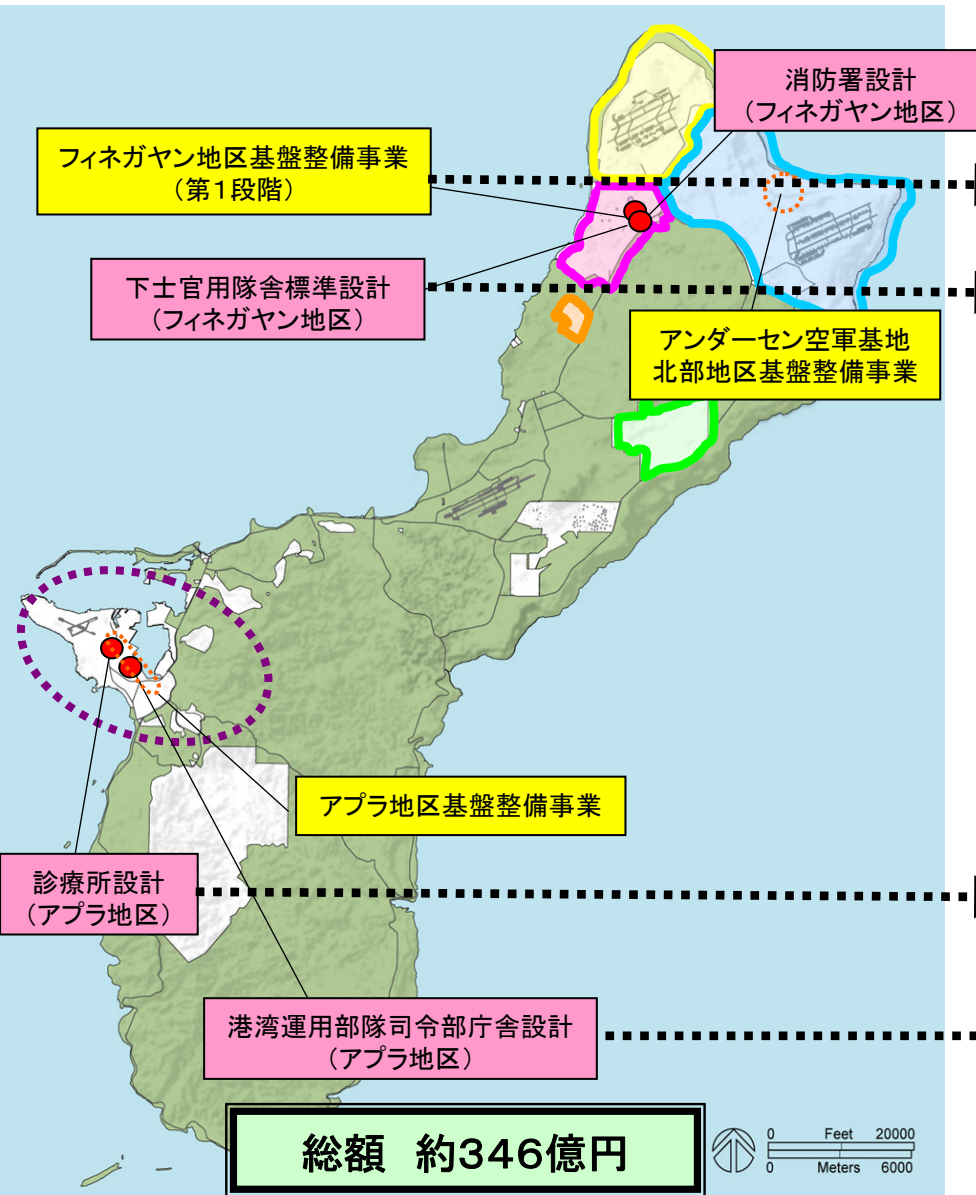 消防署設計
（フィネガヤン地区）
フィネガヤン地区基盤整備事業
（第１段階）
下士官用隊舎標準設計
（フィネガヤン地区）
アンダーセン空軍基地
北部地区基盤整備事業
アプラ地区基盤整備事業
診療所設計
（アプラ地区）
港湾運用部隊司令部庁舎設計
（アプラ地区）
総額 約３４６億円
0 Feet 20000
0 Meters 6000